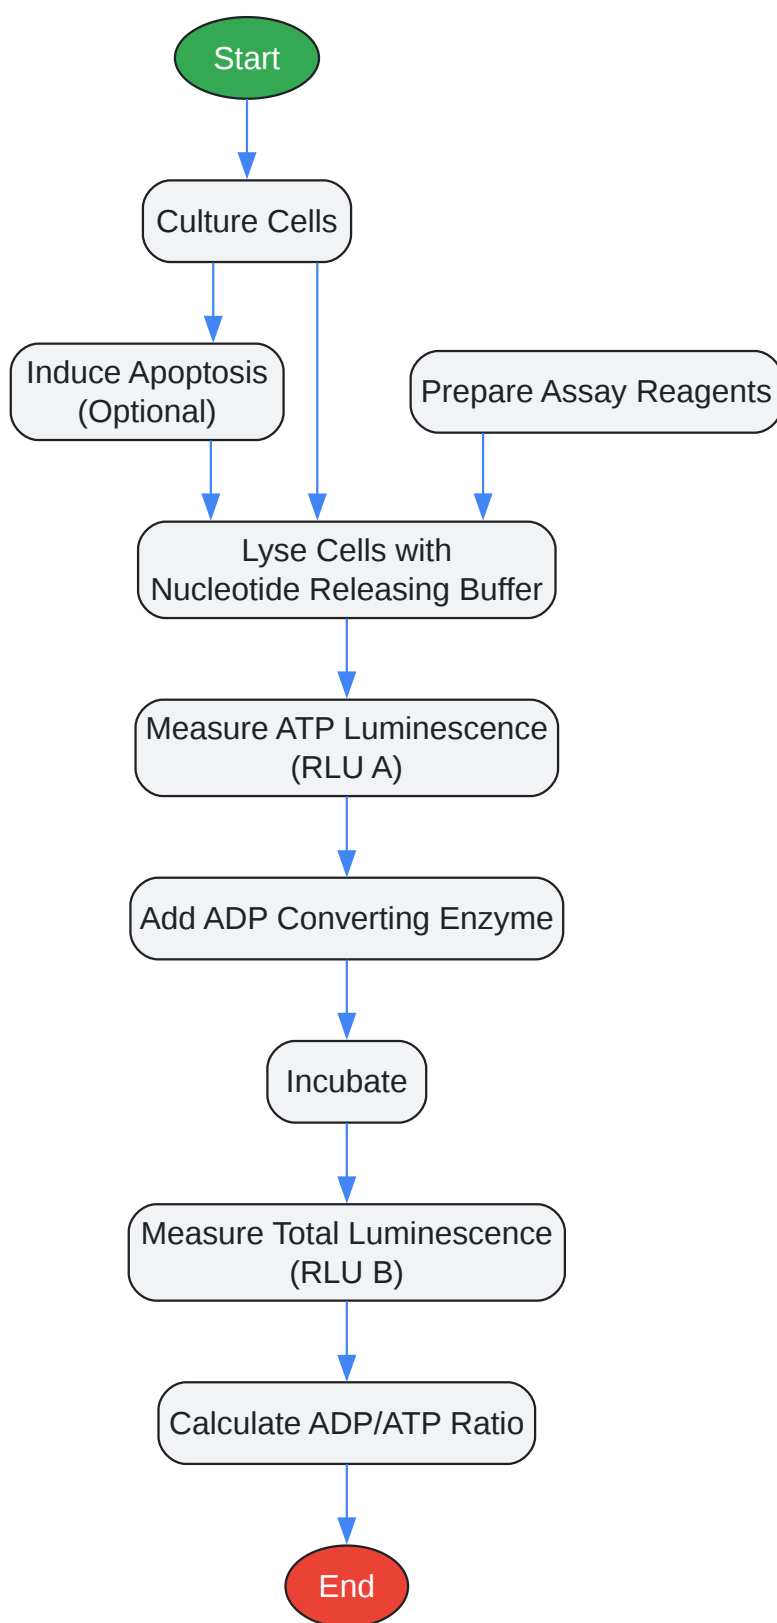 Start
Culture Cells
Induce Apoptosis
(Optional)
Prepare Assay Reagents
Lyse Cells with
Nucleotide Releasing Buffer
Measure ATP Luminescence
(RLU A)
Add ADP Converting Enzyme
Incubate
Measure Total Luminescence
(RLU B)
Calculate ADP/ATP Ratio
End